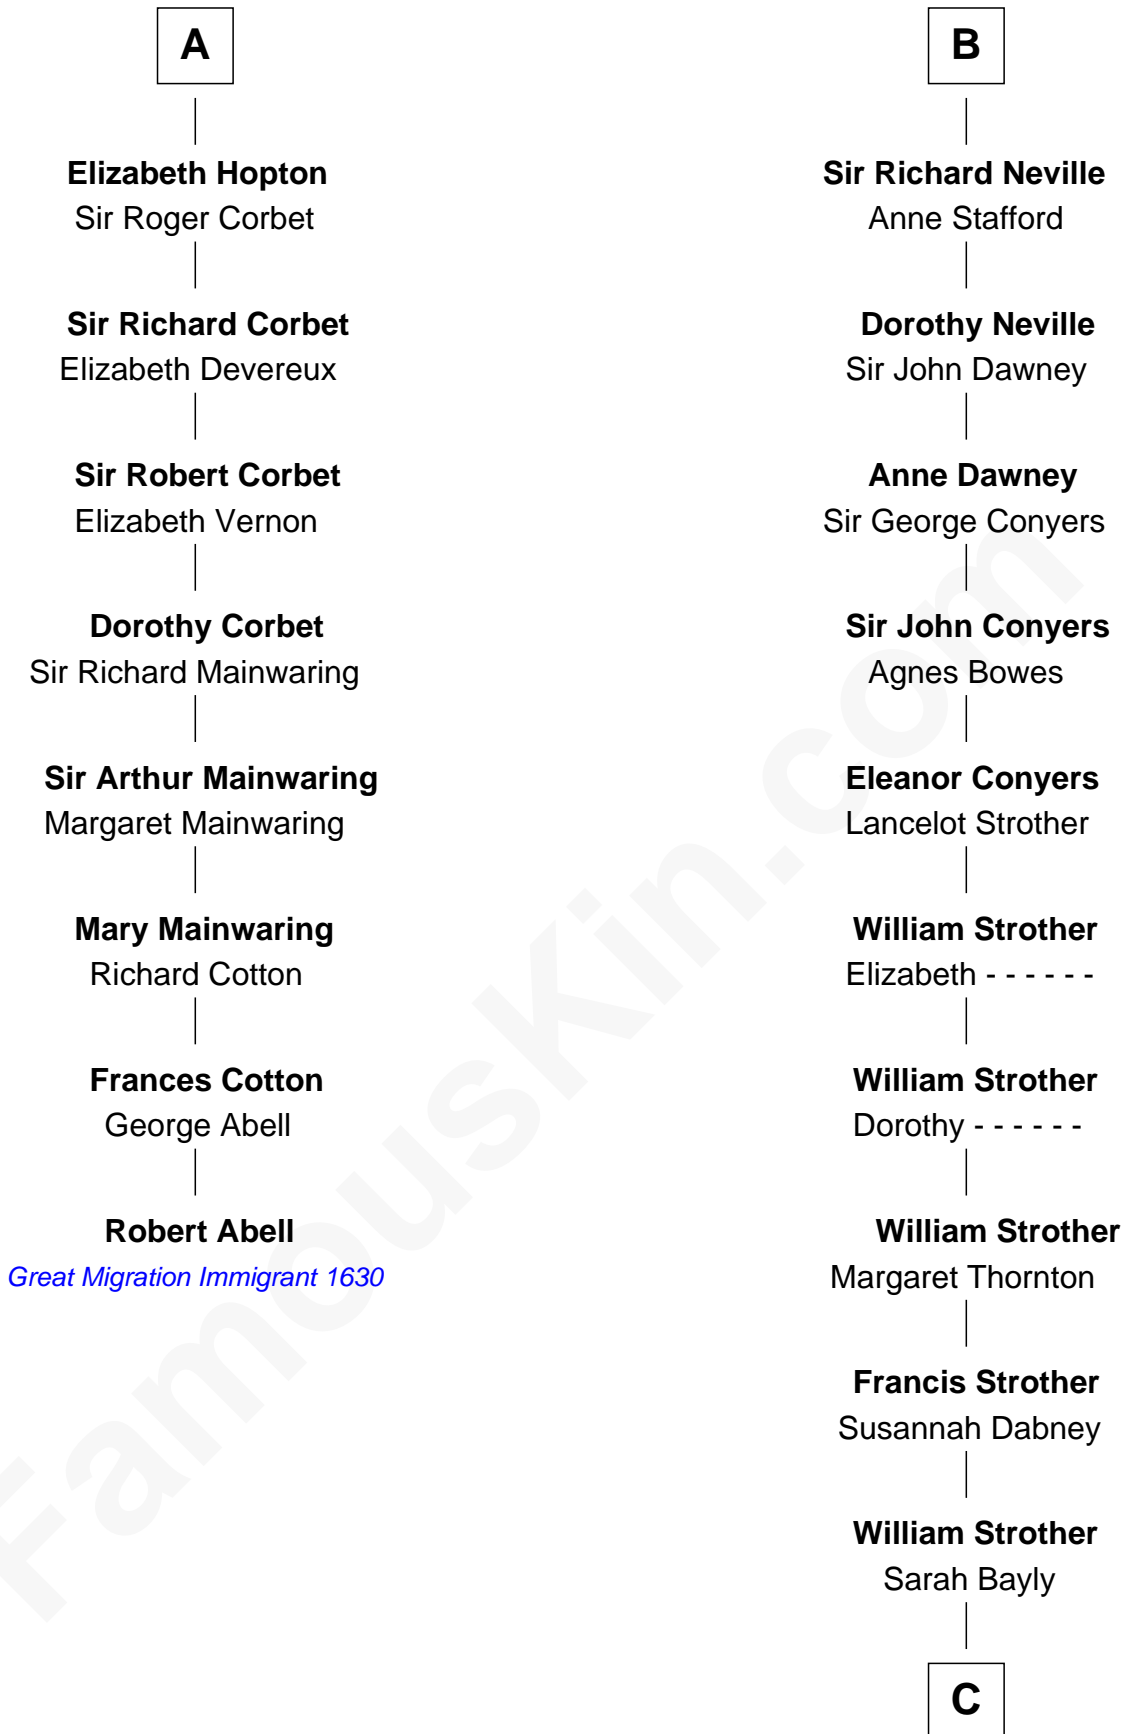 A
Elizabeth Hopton
Sir Roger Corbet
Sir Richard Corbet
Elizabeth Devereux
Sir Robert Corbet
Elizabeth Vernon
Dorothy Corbet
Sir Richard Mainwaring
Sir Arthur Mainwaring
Margaret Mainwaring
Mary Mainwaring
Richard Cotton
Frances Cotton
George Abell
Robert Abell
Great Migration Immigrant 1630
B
Sir Richard Neville
Anne Stafford
Dorothy Neville
Sir John Dawney
Anne Dawney
Sir George Conyers
Sir John Conyers
Agnes Bowes
Eleanor Conyers
Lancelot Strother
William Strother
Elizabeth - - - - - -
William Strother
Dorothy - - - - - -
William Strother
Margaret Thornton
Francis Strother
Susannah Dabney
William Strother
Sarah Bayly
C
FamousKin.com